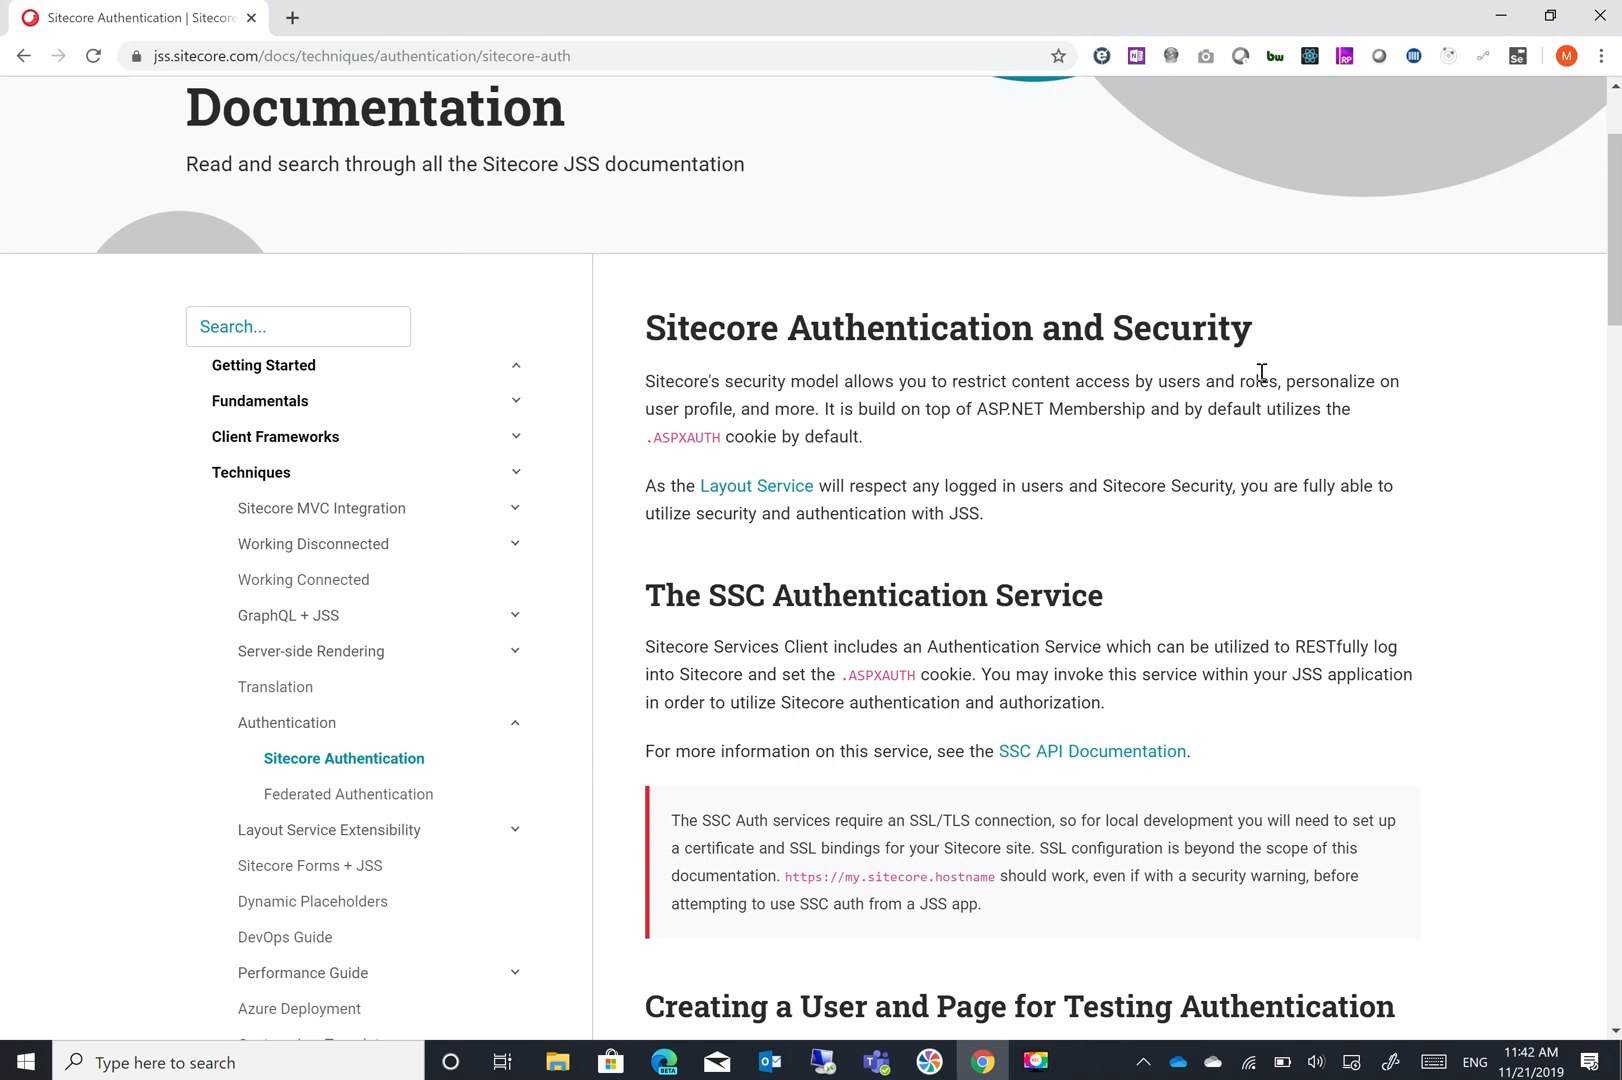 Sitecore Authentication | Sitecore
jss.sitecore.com/docs/techniques/authentication/sitecore-auth
bw
RP
Se
M
Documentation
Read and search through all the Sitecore JSS documentation
Search...
Getting Started
Fundamentals
Client Frameworks
Techniques
Sitecore MVC Integration
Working Disconnected
Working Connected
GraphQL + JSS
Server-side Rendering
Translation
Authentication
Sitecore Authentication
Federated Authentication
Layout Service Extensibility
Sitecore Forms + JSS
Dynamic Placeholders
DevOps Guide
Performance Guide
Azure Deployment
Sitecore Authentication and Security
Sitecore's security model allows you to restrict content access by users and roles, personalize on
user profile, and more. It is build on top of ASP.NET Membership and by default utilizes the
.ASPXAUTH cookie by default.
As the Layout Service will respect any logged in users and Sitecore Security, you are fully able to
utilize security and authentication with JSS.
The SSC Authentication Service
Sitecore Services Client includes an Authentication Service which can be utilized to RESTfully log
into Sitecore and set the .ASPXAUTH cookie. You may invoke this service within your JSS application
in order to utilize Sitecore authentication and authorization.
For more information on this service, see the SSC API Documentation.
The SSC Auth services require an SSL/TLS connection, so for local development you will need to set up
a certificate and SSL bindings for your Sitecore site. SSL configuration is beyond the scope of this
documentation. https://my.sitecore.hostname should work, even if with a security warning, before
attempting to use SSC auth from a JSS app.
Creating a User and Page for Testing Authentication
Type here to search
BETA
ENG
11:42 AM
11/21/2019